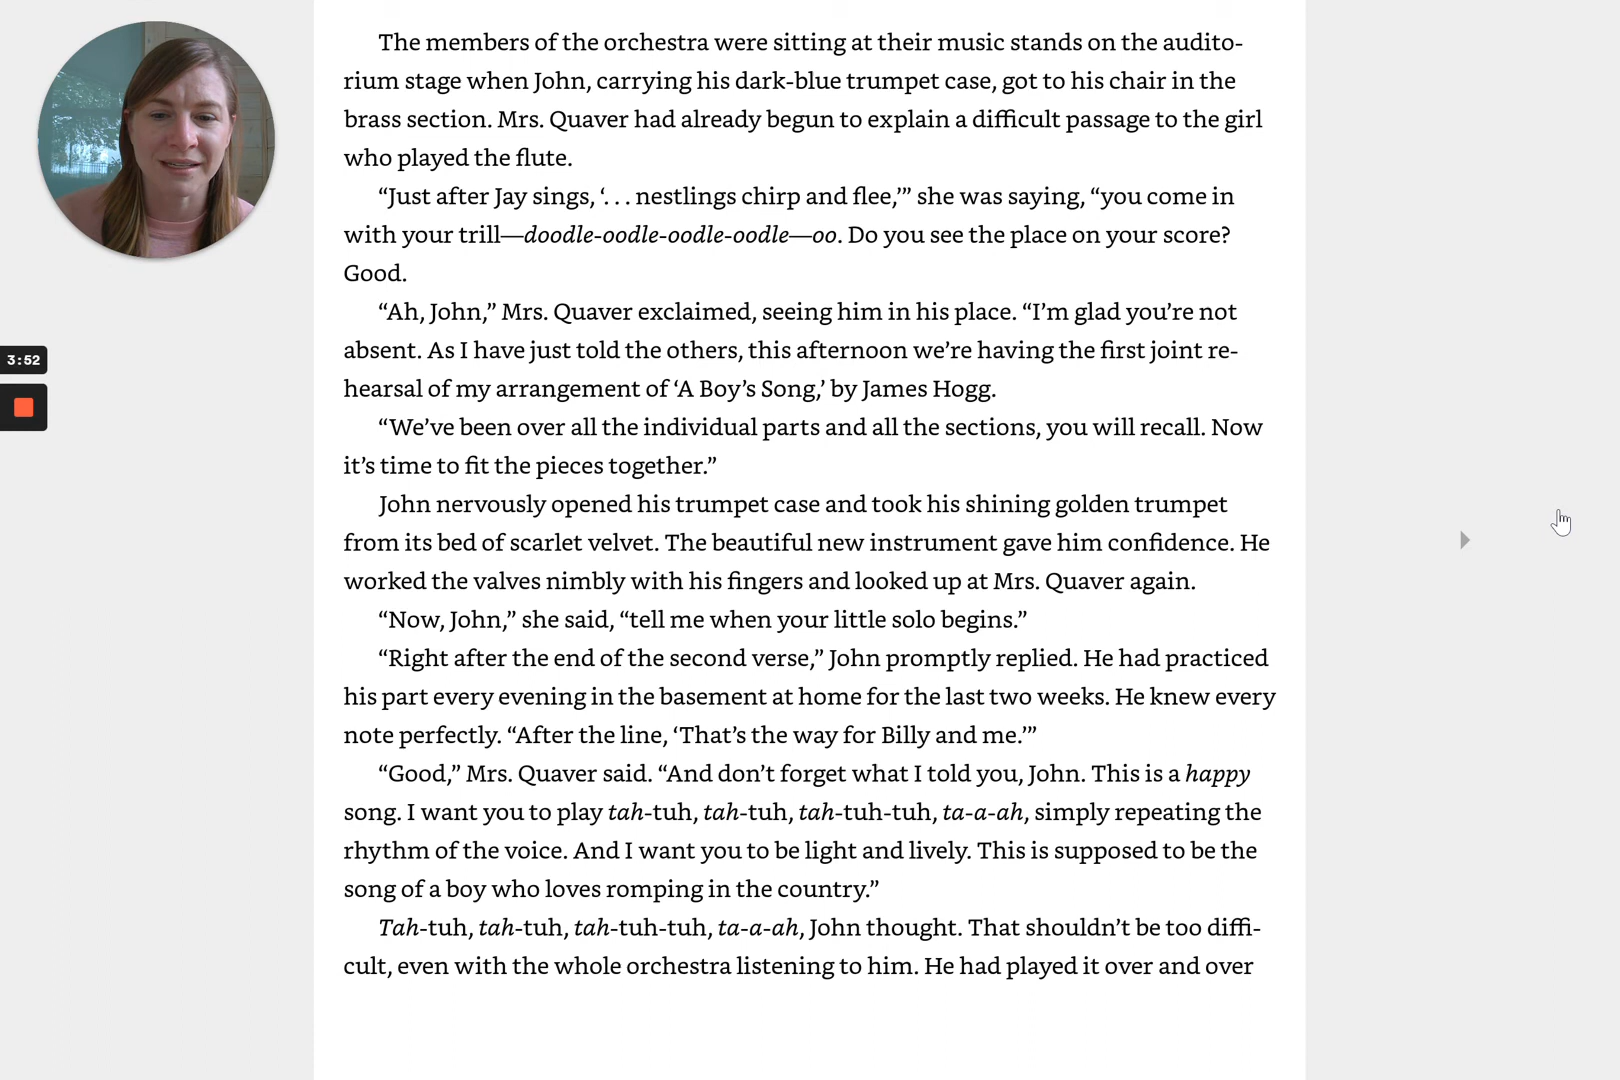 The members of the orchestra were sitting at their music stands on the audito-
rium stage when John, carrying his dark-blue trumpet case, got to his chair in the
brass section. Mrs. Quaver had already begun to explain a difficult passage to the girl
who played the flute.
“Just after Jay sings, ‘. . . nestlings chirp and flee,’” she was saying, “you come in
with your trill—doodle-oodle-oodle-oodle—oo. Do you see the place on your score?
Good.
“Ah, John,” Mrs. Quaver exclaimed, seeing him in his place. “I’m glad you’re not
absent. As I have just told the others, this afternoon we’re having the first joint re-
hearsal of my arrangement of ‘A Boy’s Song,’ by James Hogg.
“We’ve been over all the individual parts and all the sections, you will recall. Now
it’s time to fit the pieces together.”
John nervously opened his trumpet case and took his shining golden trumpet
from its bed of scarlet velvet. The beautiful new instrument gave him confidence. He
worked the valves nimbly with his fingers and looked up at Mrs. Quaver again.
“Now, John,” she said, “tell me when your little solo begins.”
“Right after the end of the second verse,” John promptly replied. He had practiced
his part every evening in the basement at home for the last two weeks. He knew every
note perfectly. “After the line, ‘That’s the way for Billy and me.’”
“Good,” Mrs. Quaver said. “And don’t forget what I told you, John. This is a happy
song. I want you to play tah-tuh, tah-tuh, tah-tuh-tuh, ta-a-ah, simply repeating the
rhythm of the voice. And I want you to be light and lively. This is supposed to be the
song of a boy who loves romping in the country.”
Tah-tuh, tah-tuh, tah-tuh-tuh, ta-a-ah, John thought. That shouldn’t be too diffi-
cult, even with the whole orchestra listening to him. He had played it over and over
3:52